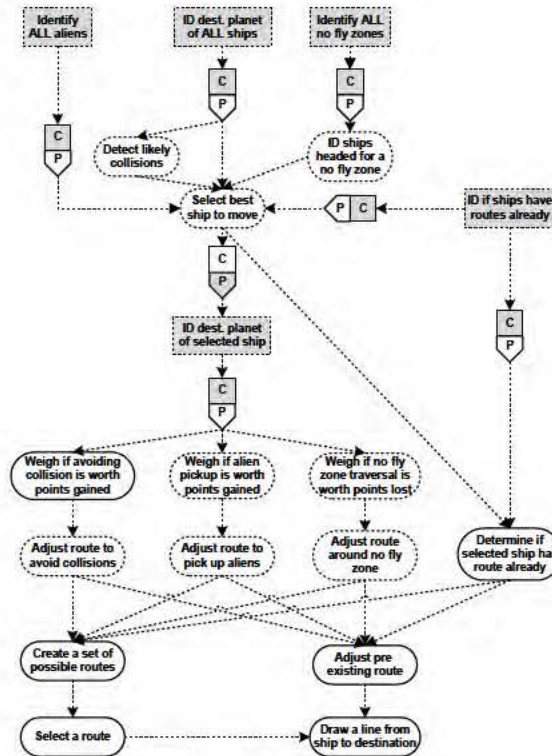 Identify
ALL aliens
ID dest. planet
of ALL ships
Identify ALL
no fly zones
C
P
C
P
C
P
Detect likely
collisions
ID ships
headed for a
no fly zone
Select best
ship to move
P C
ID if ships have
routes already
C
P
C
P
ID dest. planet
of selected ship
C
P
Weigh if avoiding
collision is worth
points gained
Weigh if alien
pickup is worth
points gained
Weigh if no fly
zone traversal is
worth points lost
Adjust route to
avoid collisions
Adjust route to
pick up aliens
Adjust route
around no fly
zone
Determine if
selected ship has
route already
Create a set of
possible routes
Adjust pre
existing route
Select a route
Draw a line from
ship to destination